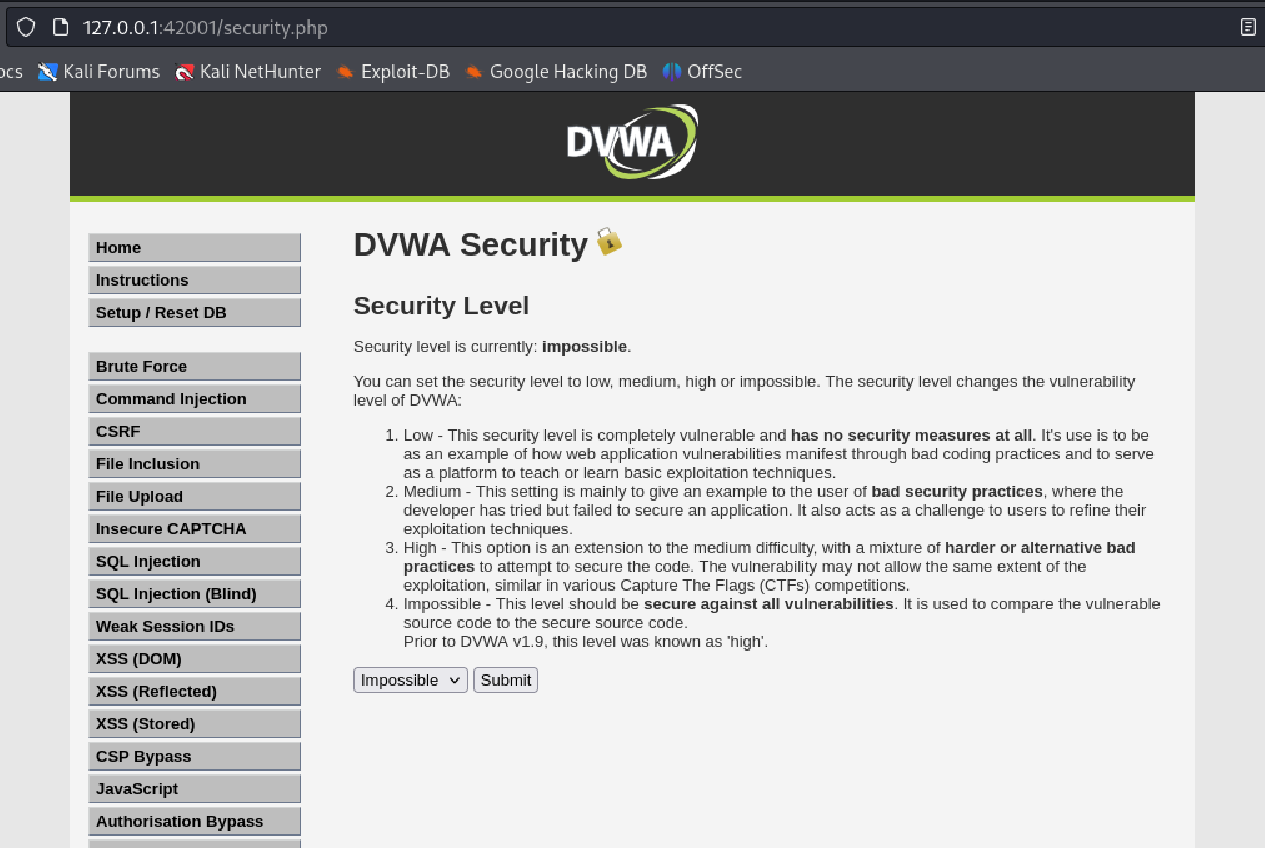 127.0.0.1:42001/security.php
ocs Kali Forums Kali NetHunter Exploit-DB Google Hacking DB OffSec
DVWA
Home
Instructions
Setup / Reset DB
Brute Force
Command Injection
CSRF
File Inclusion
File Upload
Insecure CAPTCHA
SQL Injection
SQL Injection (Blind)
Weak Session IDs
XSS (DOM)
XSS (Reflected)
XSS (Stored)
CSP Bypass
JavaScript
Authorisation Bypass
DVWA Security
Security Level
Security level is currently: impossible.
You can set the security level to low, medium, high or impossible. The security level changes the vulnerability
level of DVWA:
1. Low - This security level is completely vulnerable and has no security measures at all. It's use is to be
as an example of how web application vulnerabilities manifest through bad coding practices and to serve
as a platform to teach or learn basic exploitation techniques.
2. Medium - This setting is mainly to give an example to the user of bad security practices, where the
developer has tried but failed to secure an application. It also acts as a challenge to users to refine their
exploitation techniques.
3. High - This option is an extension to the medium difficulty, with a mixture of harder or alternative bad
practices to attempt to secure the code. The vulnerability may not allow the same extent of the
exploitation, similar in various Capture The Flags (CTFs) competitions.
4. Impossible - This level should be secure against all vulnerabilities. It is used to compare the vulnerable
source code to the secure source code.
Prior to DVWA v1.9, this level was known as 'high'.
Impossible Submit